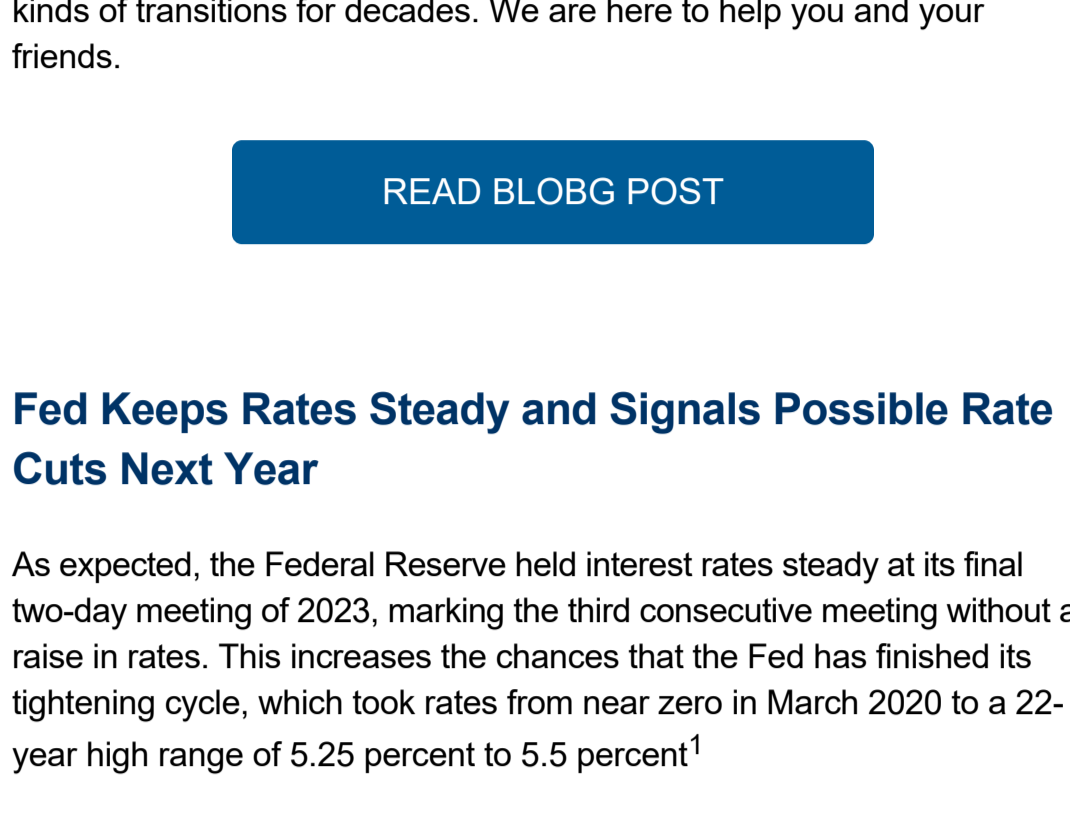 kinds of transitions for decades. We are here to help you and your
friends.
READ BLOBG POST
Fed Keeps Rates Steady and Signals Possible Rate
Cuts Next Year
As expected, the Federal Reserve held interest rates steady at its final
two-day meeting of 2023, marking the third consecutive meeting without a
raise in rates. This increases the chances that the Fed has finished its
tightening cycle, which took rates from near zero in March 2020 to a 22-
year high range of 5.25 percent to 5.5 percent1